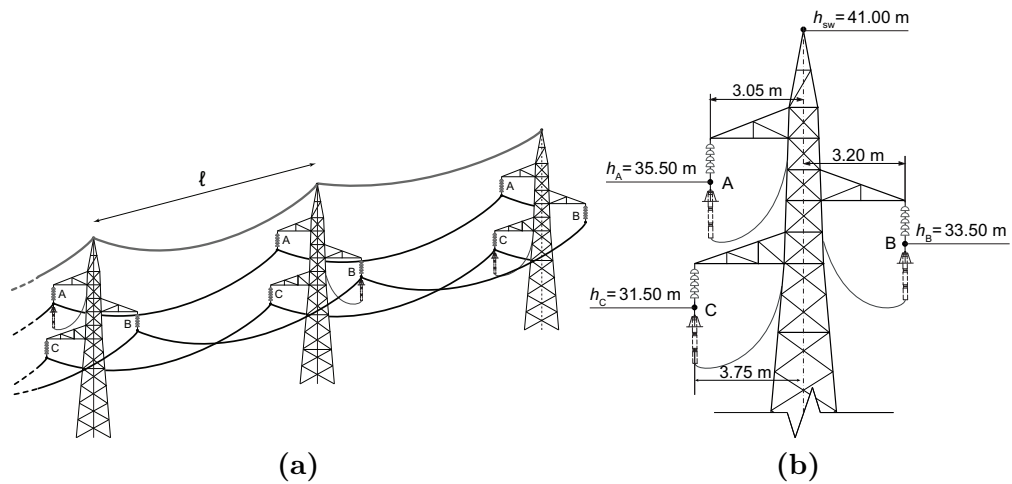 ℓ
A
B
C
A
B
C
A
B
C
(a)
h_sw = 41.00 m
3.05 m
3.20 m
h_A = 35.50 m
A
B
h_B = 33.50 m
h_C = 31.50 m
C
3.75 m
(b)